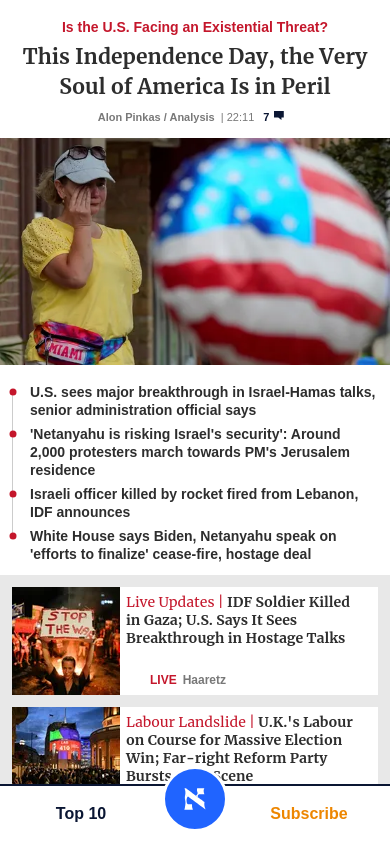 Is the U.S. Facing an Existential Threat?
This Independence Day, the Very
Soul of America Is in Peril
Alon Pinkas / Analysis | 22:11 7
MIAMI
U.S. sees major breakthrough in Israel-Hamas talks,
senior administration official says
'Netanyahu is risking Israel's security': Around
2,000 protesters march towards PM's Jerusalem
residence
Israeli officer killed by rocket fired from Lebanon,
IDF announces
White House says Biden, Netanyahu speak on
'efforts to finalize' cease-fire, hostage deal
STOP
THE WAR
Live Updates | IDF Soldier Killed
in Gaza; U.S. Says It Sees
Breakthrough in Hostage Talks
LIVE Haaretz
Labour Landslide | U.K.'s Labour
on Course for Massive Election
Win; Far-right Reform Party
Bursts Scene
Top 10
Subscribe